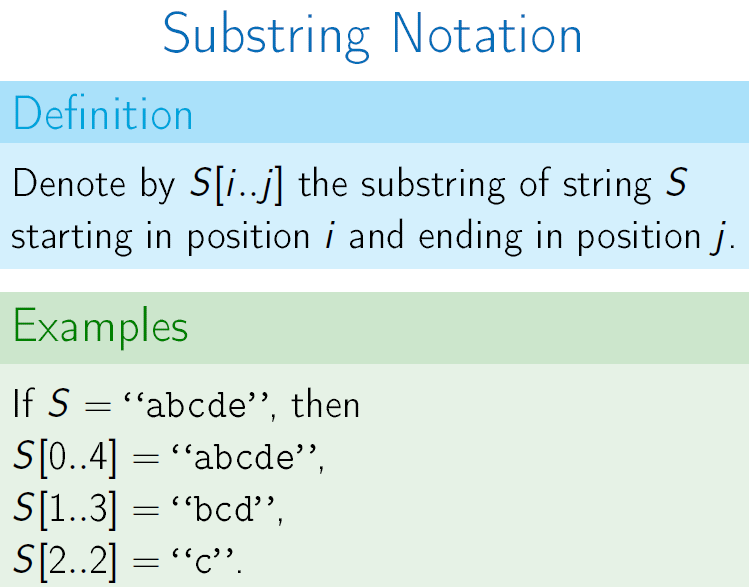 Substring Notation
Definition
Denote by S[i..j] the substring of string S
starting in position i and ending in position j.
Examples
If S = ‘‘abcde’’, then
S[0..4] = ‘‘abcde’’,
S[1..3] = ‘‘bcd’’,
S[2..2] = ‘‘c’’.